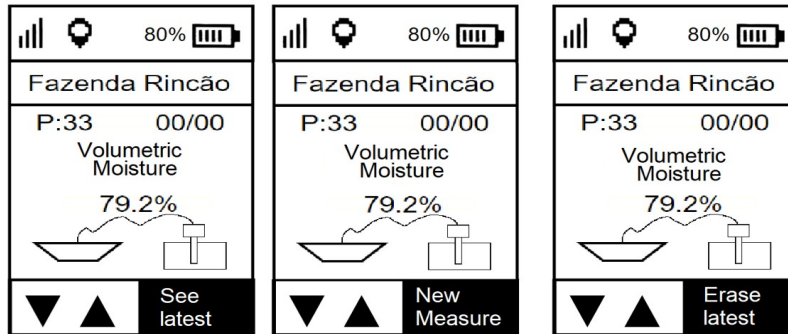 80%
Fazenda Rincão
P:33 00/00
Volumetric
Moisture
79.2%
See
latest
80%
Fazenda Rincão
P:33 00/00
Volumetric
Moisture
79.2%
New
Measure
80%
Fazenda Rincão
P:33 00/00
Volumetric
Moisture
79.2%
Erase
latest